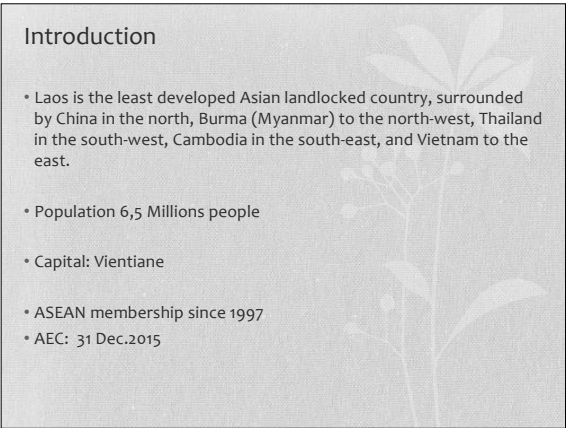 Introduction
• Laos is the least developed Asian landlocked country, surrounded
by China in the north, Burma (Myanmar) to the north-west, Thailand
in the south-west, Cambodia in the south-east, and Vietnam to the
east.
• Population 6,5 Millions people
• Capital: Vientiane
• ASEAN membership since 1997
• AEC: 31 Dec.2015